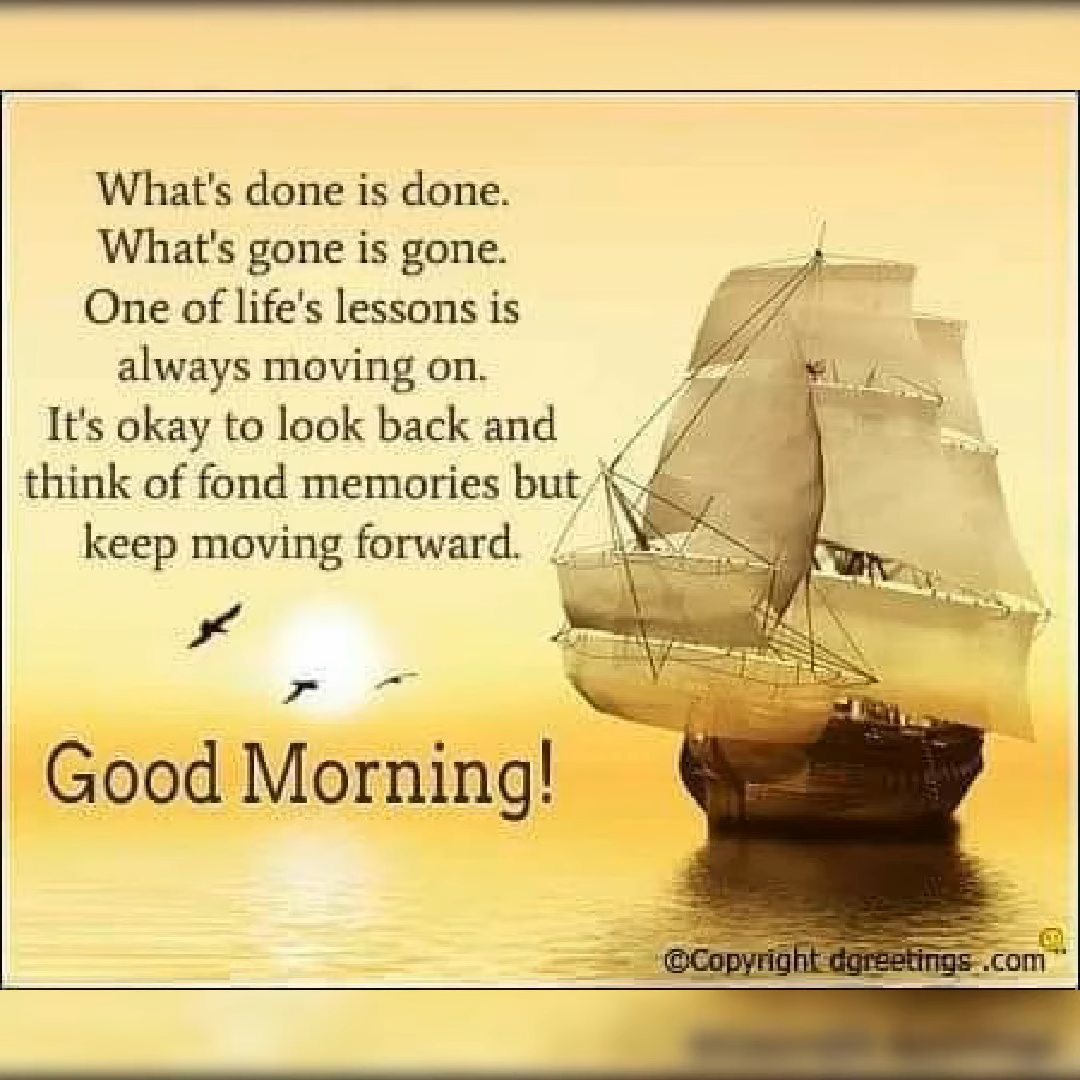 What's done is done.
What's gone is gone.
One of life's lessons is
always moving on.
It's okay to look back and
think of fond memories but
keep moving forward.
Good Morning!
©Copyright dgreetings .com